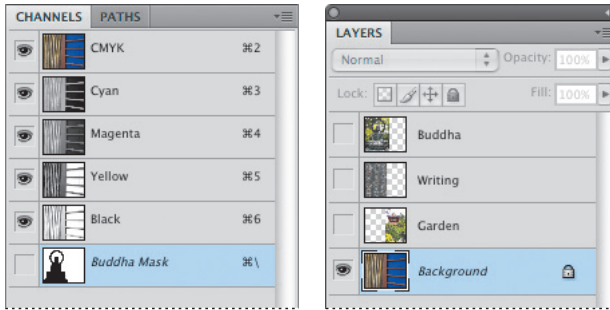 CHANNELS PATHS
CMYK ⌘2
Cyan ⌘3
Magenta ⌘4
Yellow ⌘5
Black ⌘6
Buddha Mask ⌘\
LAYERS
Normal Opacity: 100%
Lock: Fill: 100%
Buddha
Writing
Garden
Background